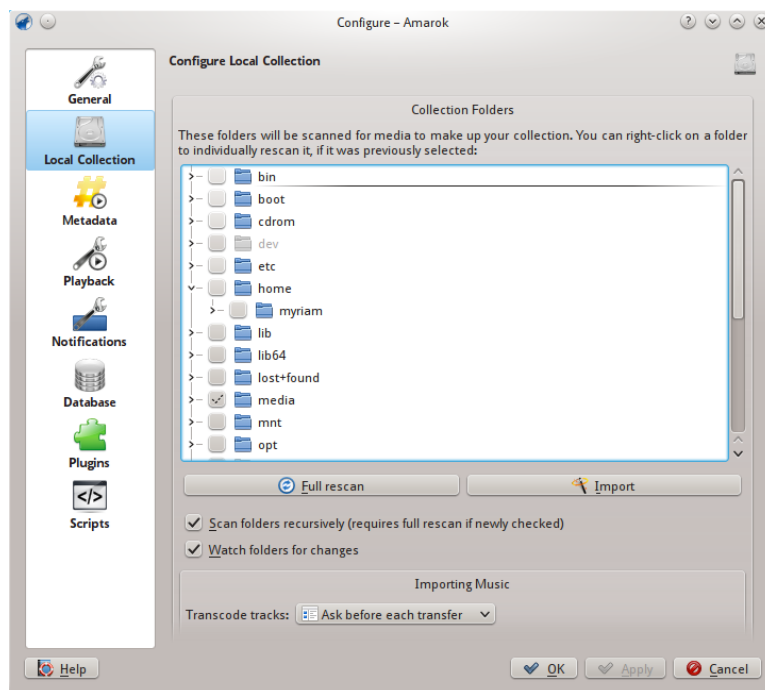 Configure – Amarok
General
Local Collection
Metadata
Playback
Notifications
Database
Plugins
</>
Scripts
Configure Local Collection
Collection Folders
These folders will be scanned for media to make up your collection. You can right-click on a folder
to individually rescan it, if it was previously selected:
bin
boot
cdrom
dev
etc
home
myriam
lib
lib64
lost+found
media
mnt
opt
Full rescan
Import
Scan folders recursively (requires full rescan if newly checked)
Watch folders for changes
Importing Music
Transcode tracks: Ask before each transfer
Help
OK
Apply
Cancel